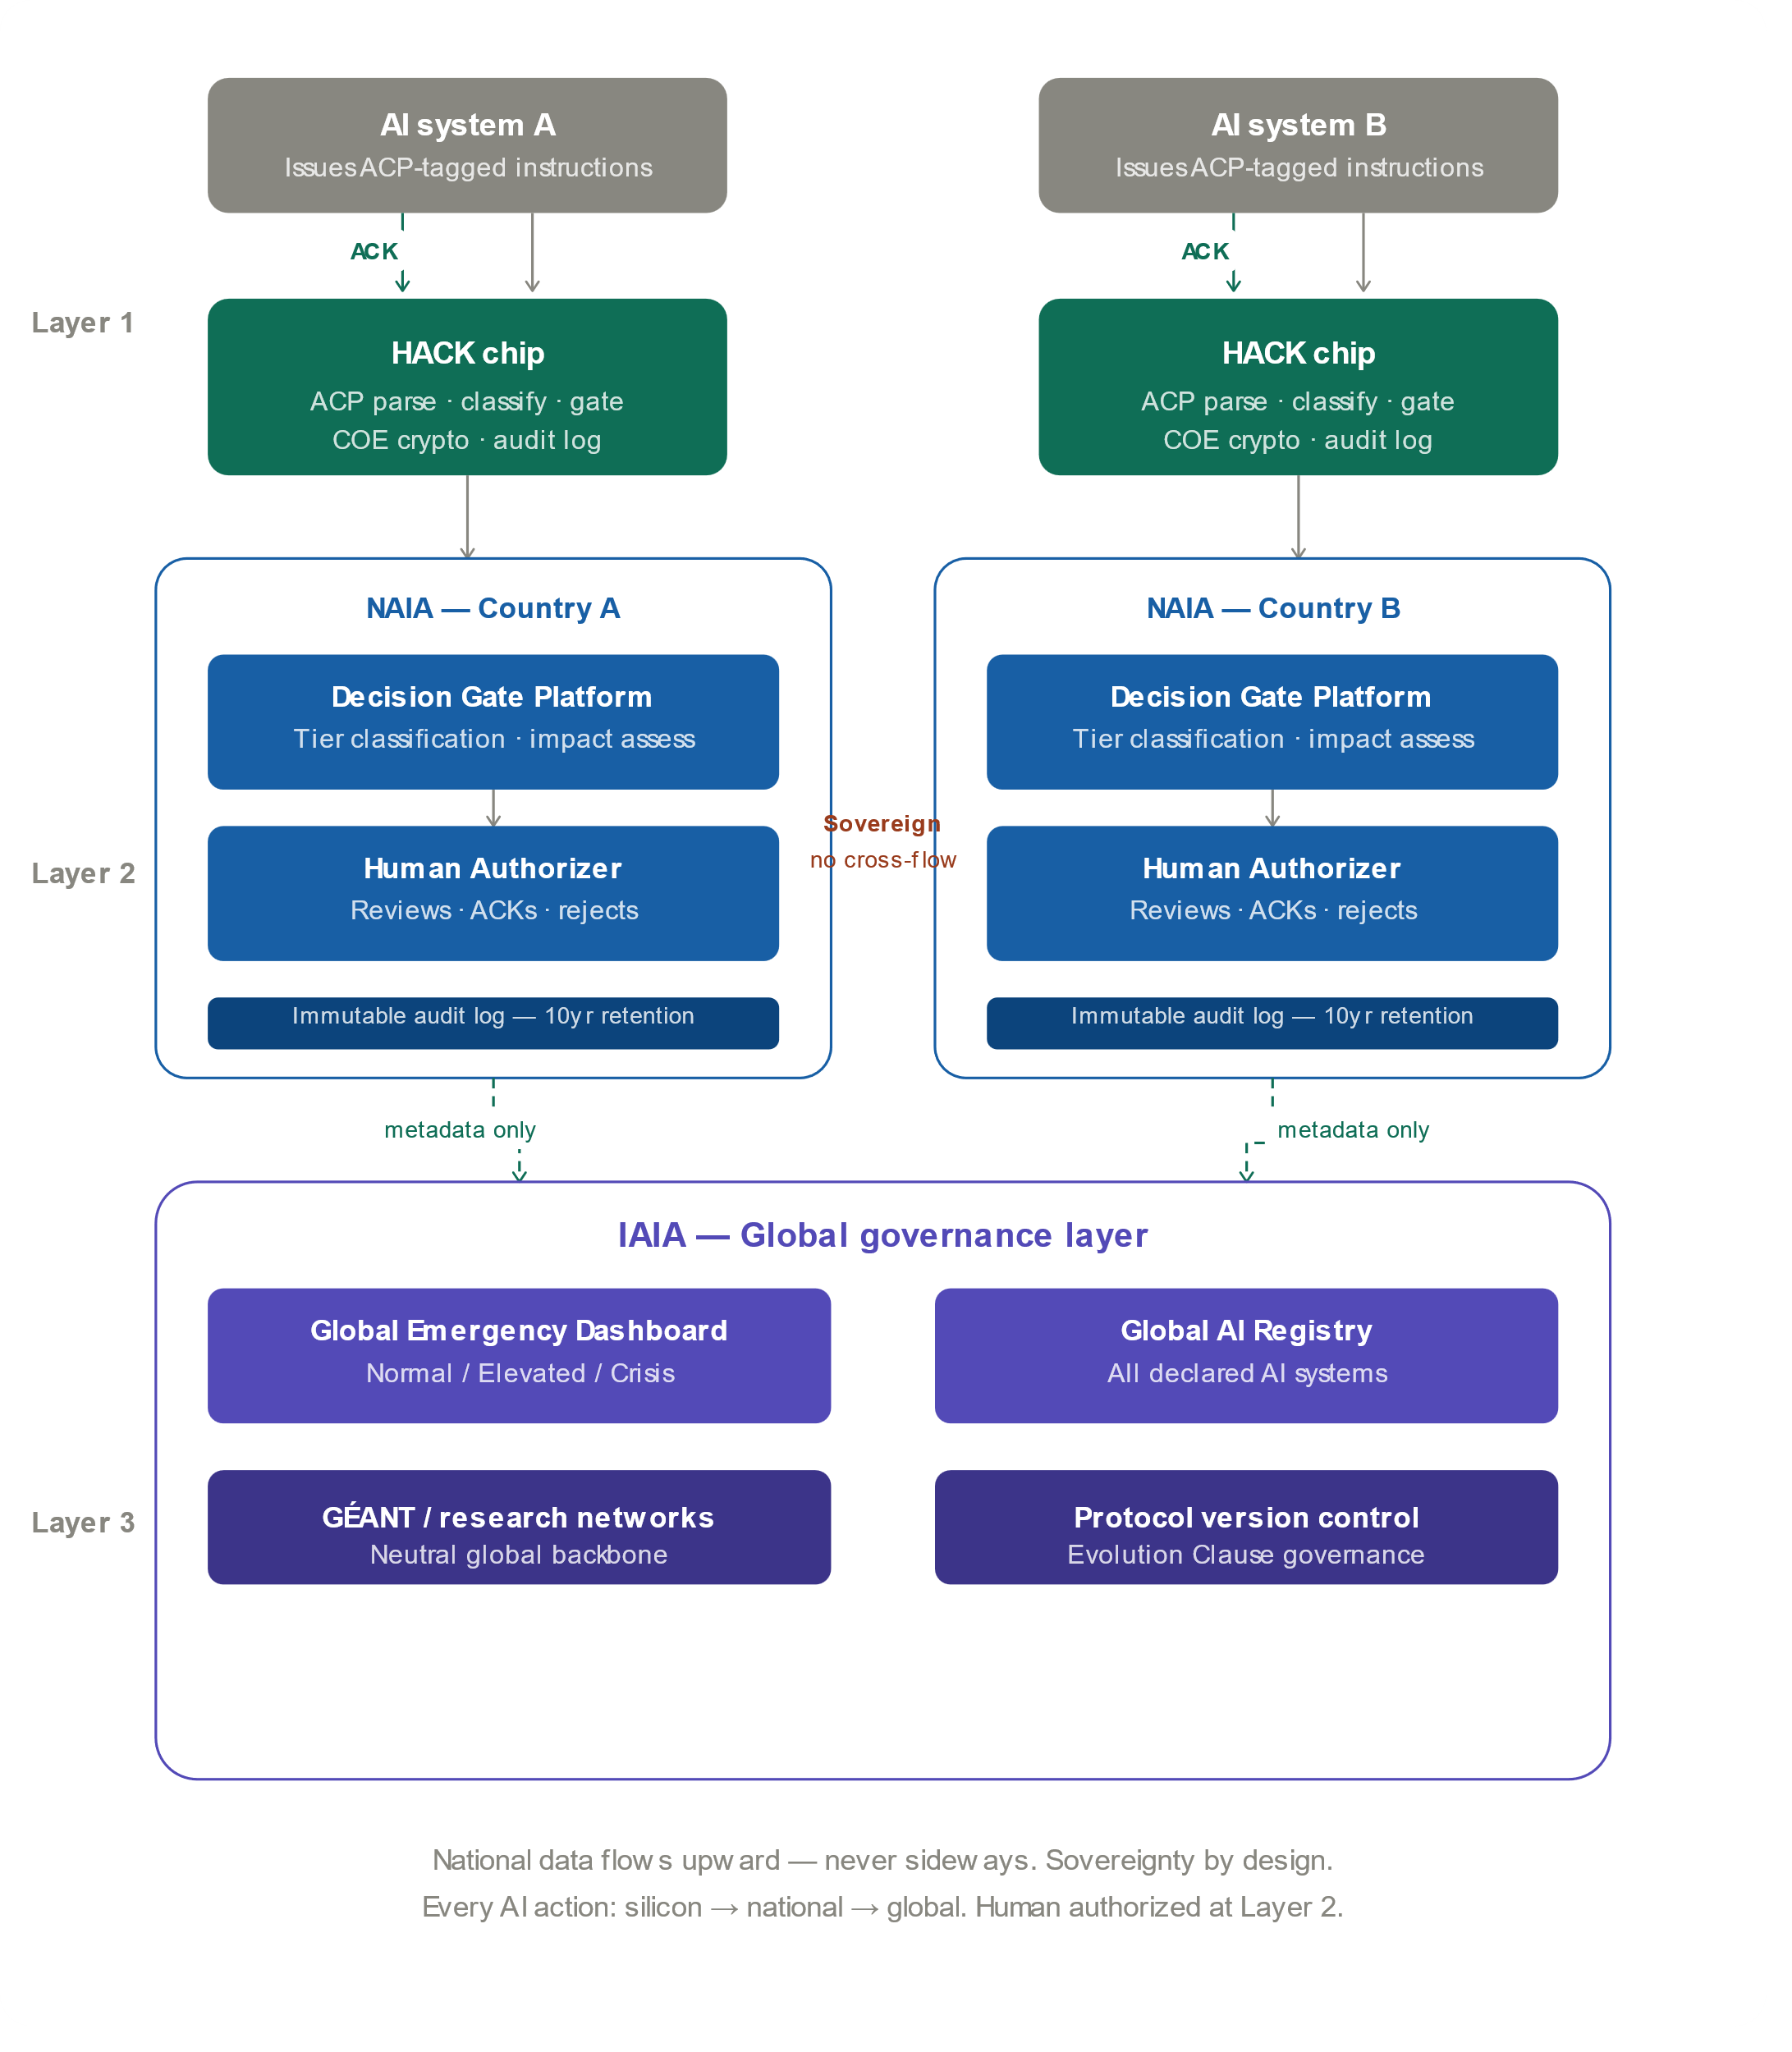 AI system A
Issues ACP-tagged instructions
AI system B
Issues ACP-tagged instructions
ACK
ACK
Layer 1
HACK chip
ACP parse · classify · gate
COE crypto · audit log
HACK chip
ACP parse · classify · gate
COE crypto · audit log
NAIA — Country A
Decision Gate Platform
Tier classification · impact assess
Human Authorizer
Reviews · ACKs · rejects
Immutable audit log — 10yr retention
Sovereign
no cross-flow
NAIA — Country B
Decision Gate Platform
Tier classification · impact assess
Human Authorizer
Reviews · ACKs · rejects
Immutable audit log — 10yr retention
Layer 2
metadata only
metadata only
IAIA — Global governance layer
Global Emergency Dashboard
Normal / Elevated / Crisis
Global AI Registry
All declared AI systems
Layer 3
GÉANT / research networks
Neutral global backbone
Protocol version control
Evolution Clause governance
National data flows upward — never sideways. Sovereignty by design.
Every AI action: silicon → national → global. Human authorized at Layer 2.